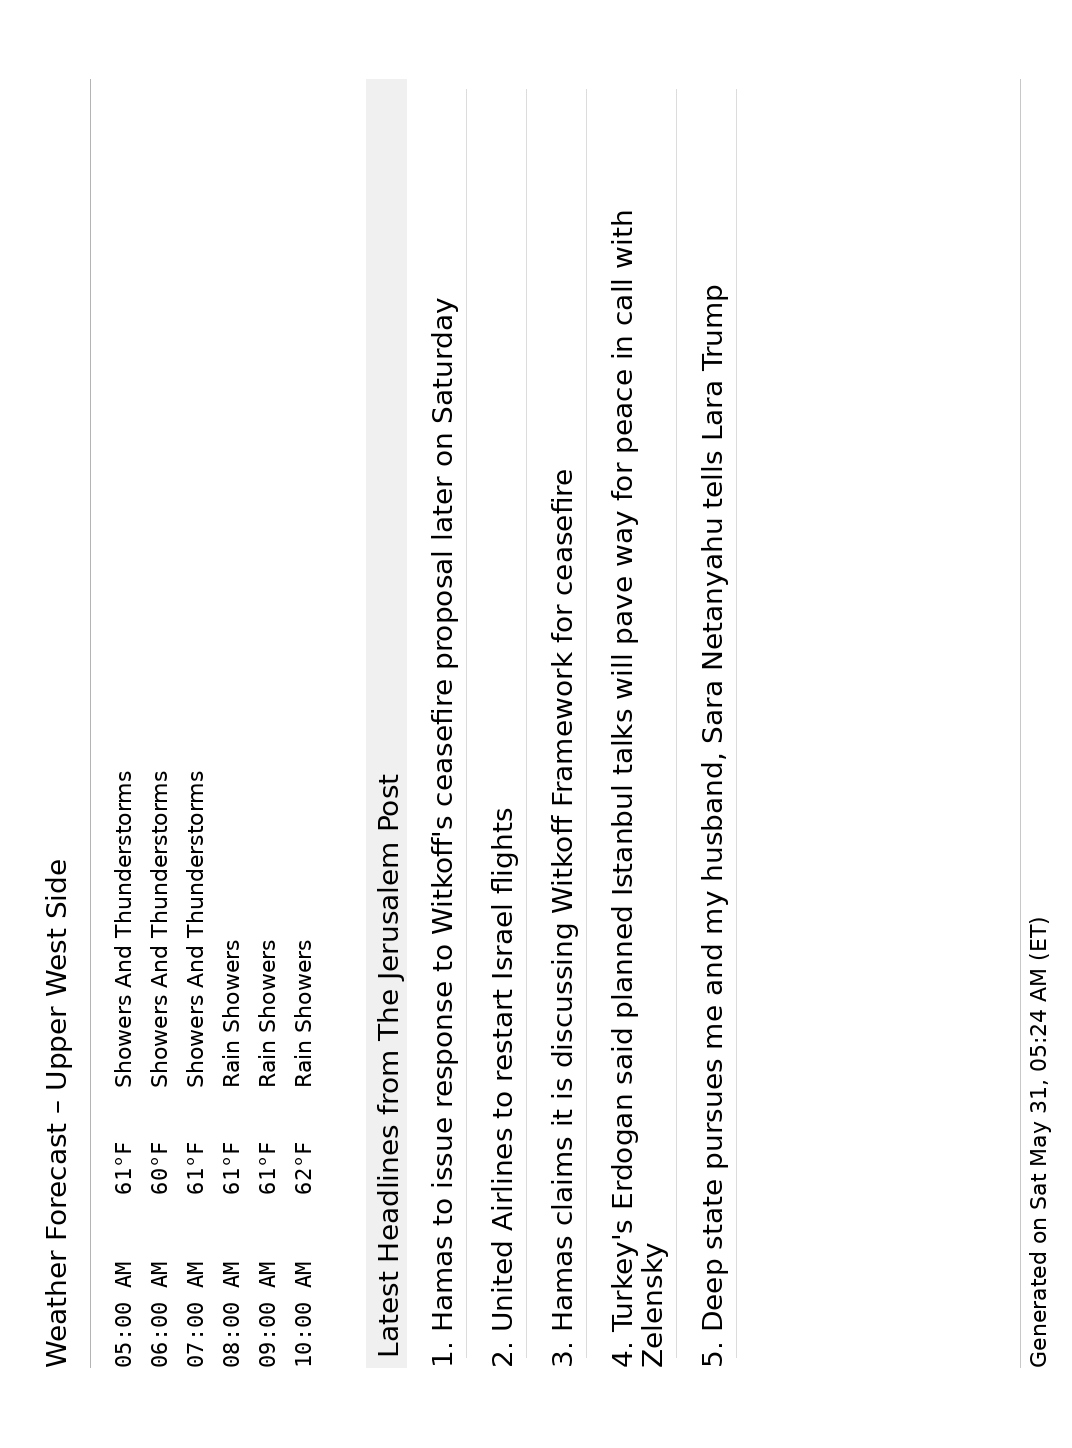 Weather Forecast – Upper West Side
05:00 AM 61°F Showers And Thunderstorms
06:00 AM 60°F Showers And Thunderstorms
07:00 AM 61°F Showers And Thunderstorms
08:00 AM 61°F Rain Showers
09:00 AM 61°F Rain Showers
10:00 AM 62°F Rain Showers
Latest Headlines from The Jerusalem Post
1. Hamas to issue response to Witkoff's ceasefire proposal later on Saturday
2. United Airlines to restart Israel flights
3. Hamas claims it is discussing Witkoff Framework for ceasefire
4. Turkey's Erdogan said planned Istanbul talks will pave way for peace in call with
Zelensky
5. Deep state pursues me and my husband, Sara Netanyahu tells Lara Trump
Generated on Sat May 31, 05:24 AM (ET)